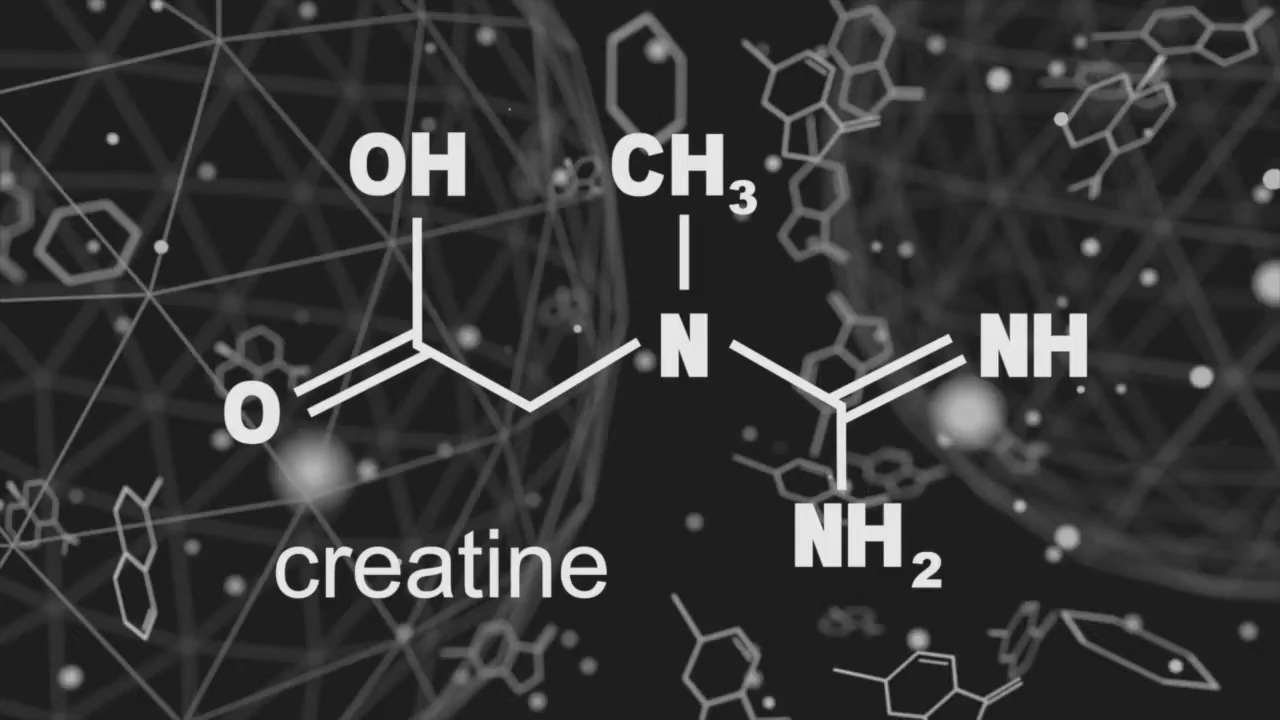 OH CH₃
N NH
O
NH₂
creatine